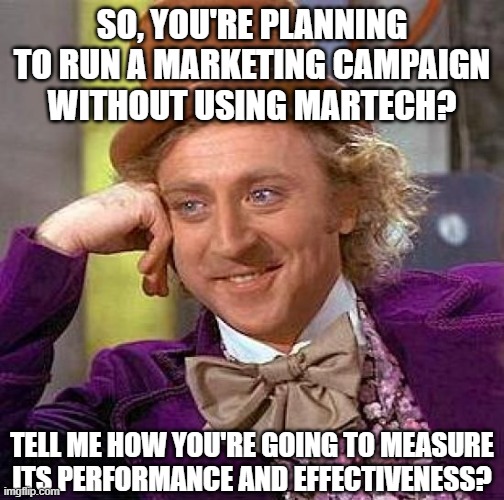 SO, YOU'RE PLANNING
TO RUN A MARKETING CAMPAIGN
WITHOUT USING MARTECH?
TELL ME HOW YOU'RE GOING TO MEASURE
ITS PERFORMANCE AND EFFECTIVENESS?
imgflip.com